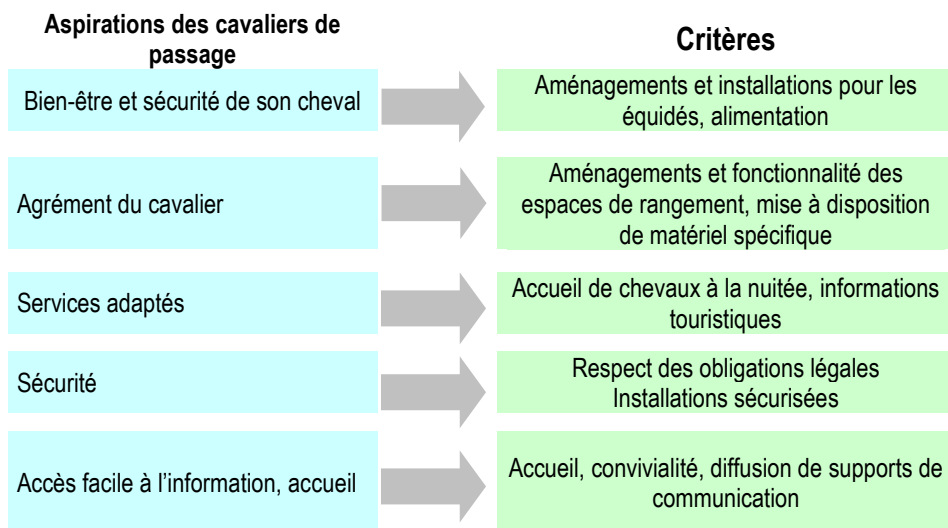 Aspirations des cavaliers de
passage
Critères
Bien-être et sécurité de son cheval
Aménagements et installations pour les
équidés, alimentation
Agrément du cavalier
Aménagements et fonctionnalité des
espaces de rangement, mise à disposition
de matériel spécifique
Services adaptés
Accueil de chevaux à la nuitée, informations
touristiques
Sécurité
Respect des obligations légales
Installations sécurisées
Accès facile à l’information, accueil
Accueil, convivialité, diffusion de supports de
communication